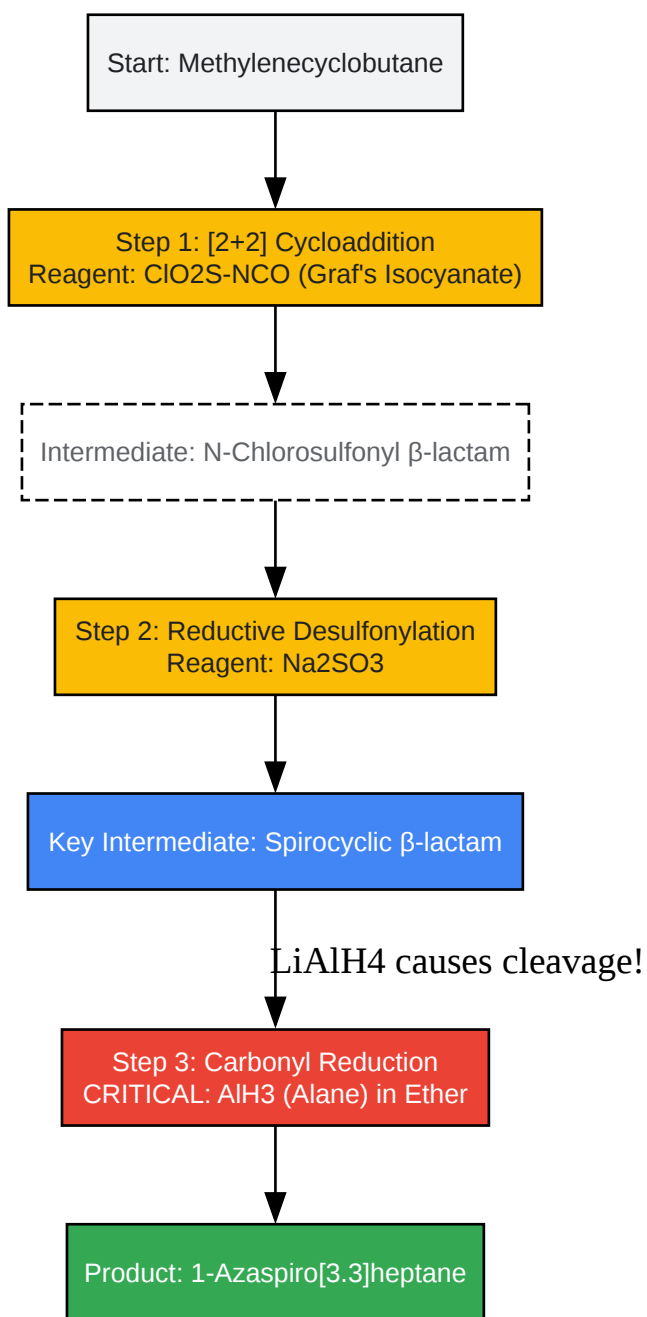 Start: Methylenecyclobutane
Step 1: [2+2] Cycloaddition
Reagent: ClO2S-NCO (Graf's Isocyanate)
Intermediate: N-Chlorosulfonyl β-lactam
Step 2: Reductive Desulfonylation
Reagent: Na2SO3
Key Intermediate: Spirocyclic β-lactam
LiAlH4 causes cleavage!
Step 3: Carbonyl Reduction
CRITICAL: AlH3 (Alane) in Ether
Product: 1-Azaspiro[3.3]heptane